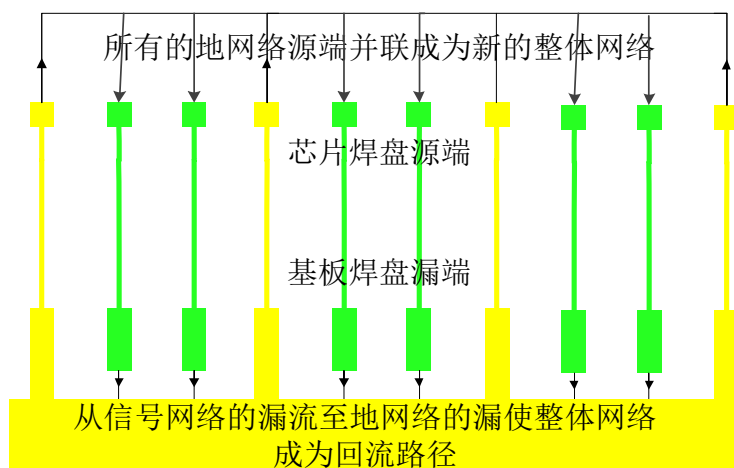 所有的地网络源端并联成为新的整体网络
芯片焊盘源端
基板焊盘漏端
从信号网络的漏流至地网络的漏使整体网络
成为回流路径